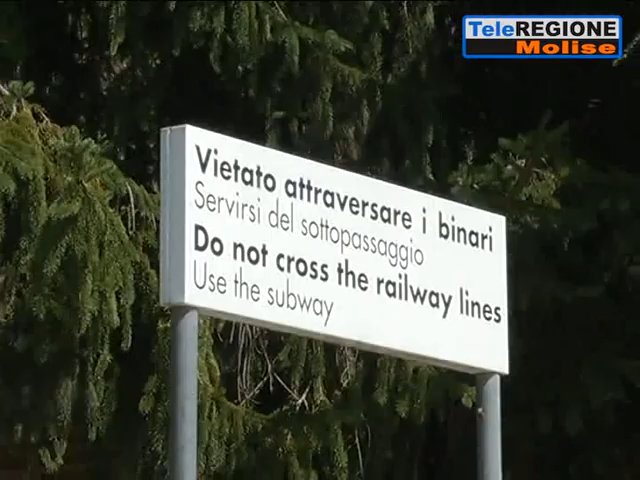 TeleREGIONE
Molise
Vietato attraversare i binari
Servirsi del sottopassaggio
Do not cross the railway lines
Use the subway